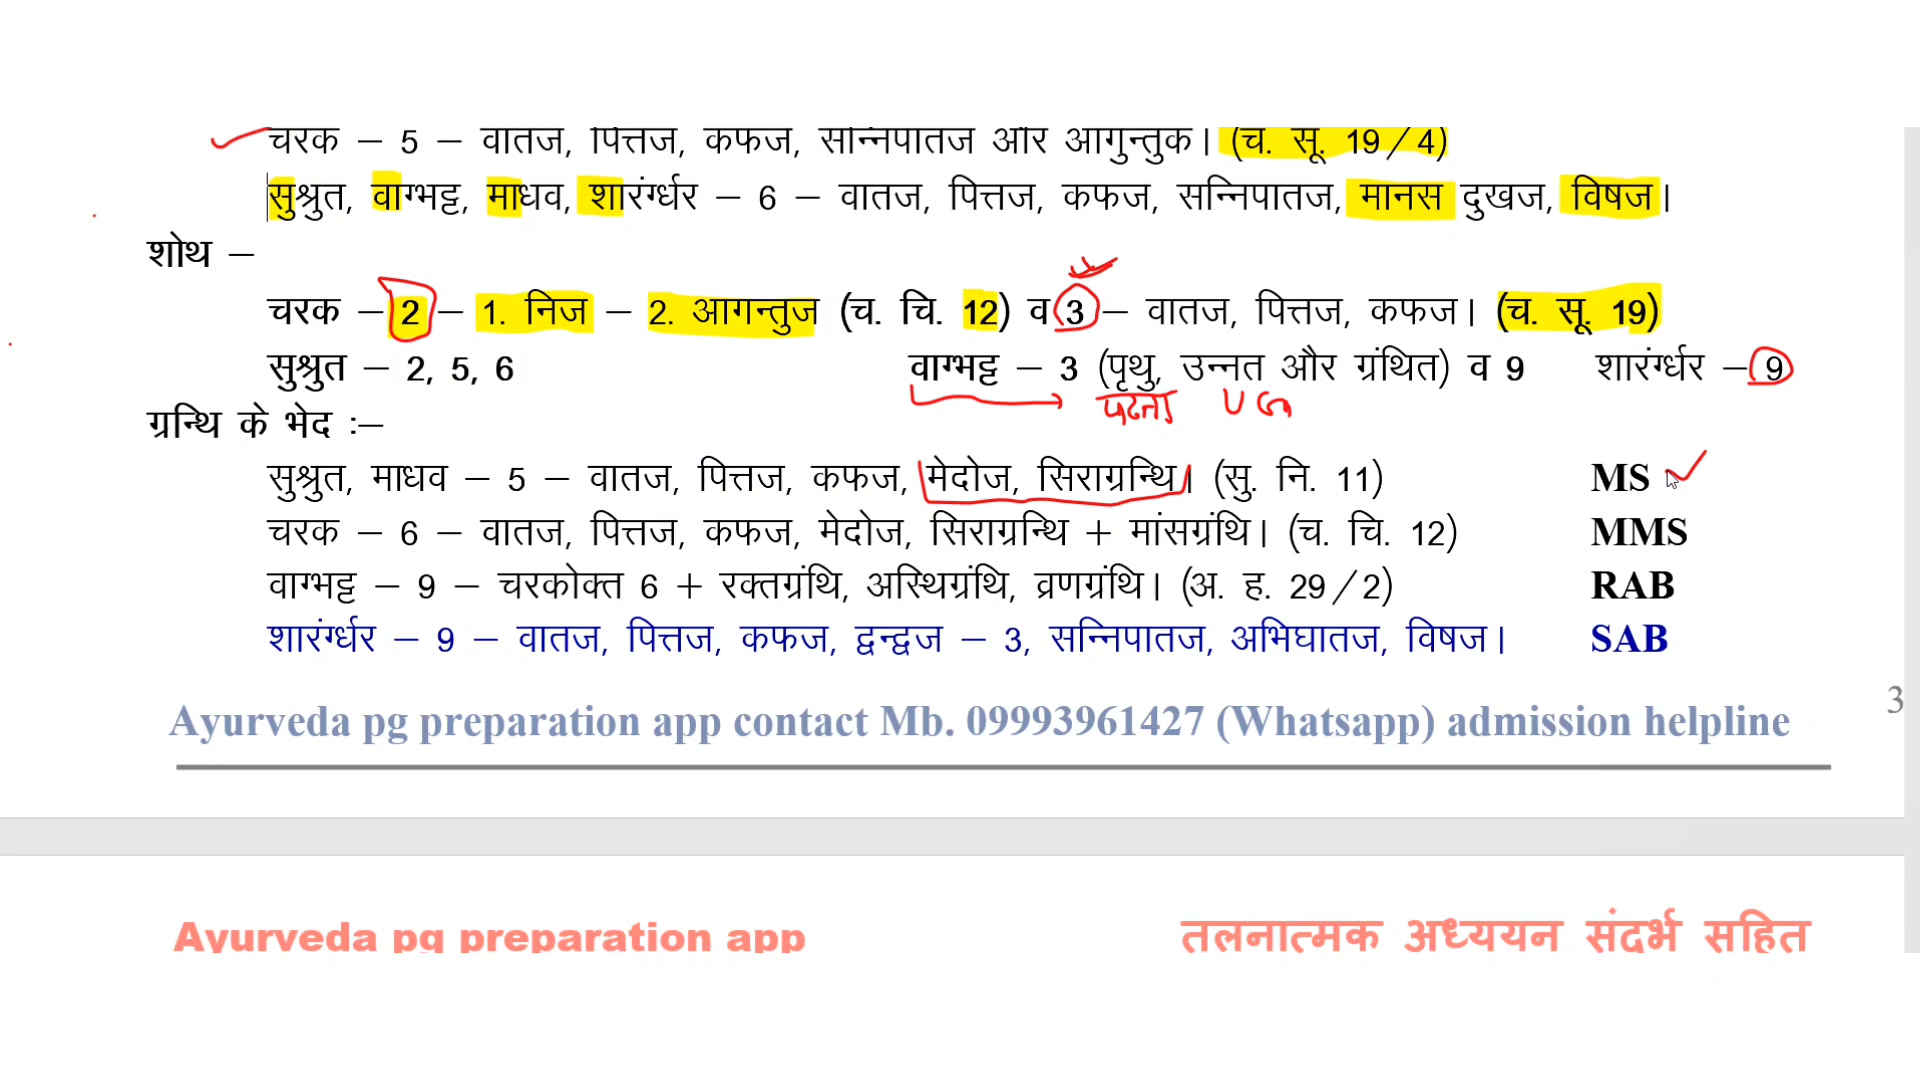 चरक – 5 – वातज, पित्तज, कफज, सन्निपातज और आगुन्तुक। (च. सू. 19/4)
सुश्रुत, वाग्भट्ट, माधव, शारंर्ग्धर – 6 – वातज, पित्तज, कफज, सन्निपातज, मानस दुखज, विषज।
शोथ –
चरक – 2 – 1. निज – 2. आगन्तुज (च. चि. 12) व 3 – वातज, पित्तज, कफज। (च. सू. 19)
सुश्रुत – 2, 5, 6 वाग्भट्ट – 3 (पृथु, उन्नत और ग्रंथित) व 9 शारंर्ग्धर – 9
ग्रन्थि के भेद :–
सुश्रुत, माधव – 5 – वातज, पित्तज, कफज, मेदोज, सिराग्रन्थि। (सु. नि. 11) MS
चरक – 6 – वातज, पित्तज, कफज, मेदोज, सिराग्रन्थि + मांसग्रंथि। (च. चि. 12) MMS
वाग्भट्ट – 9 – चरकोक्त 6 + रक्तग्रंथि, अस्थिग्रंथि, व्रणग्रंथि। (अ. ह. 29/2) RAB
शारंर्ग्धर – 9 – वातज, पित्तज, कफज, द्वन्द्वज – 3, सन्निपातज, अभिघातज, विषज। SAB
Ayurveda pg preparation app contact Mb. 09993961427 (Whatsapp) admission helpline
3
Ayurveda pg preparation app तलनात्मक अध्ययन संदर्भ सहित